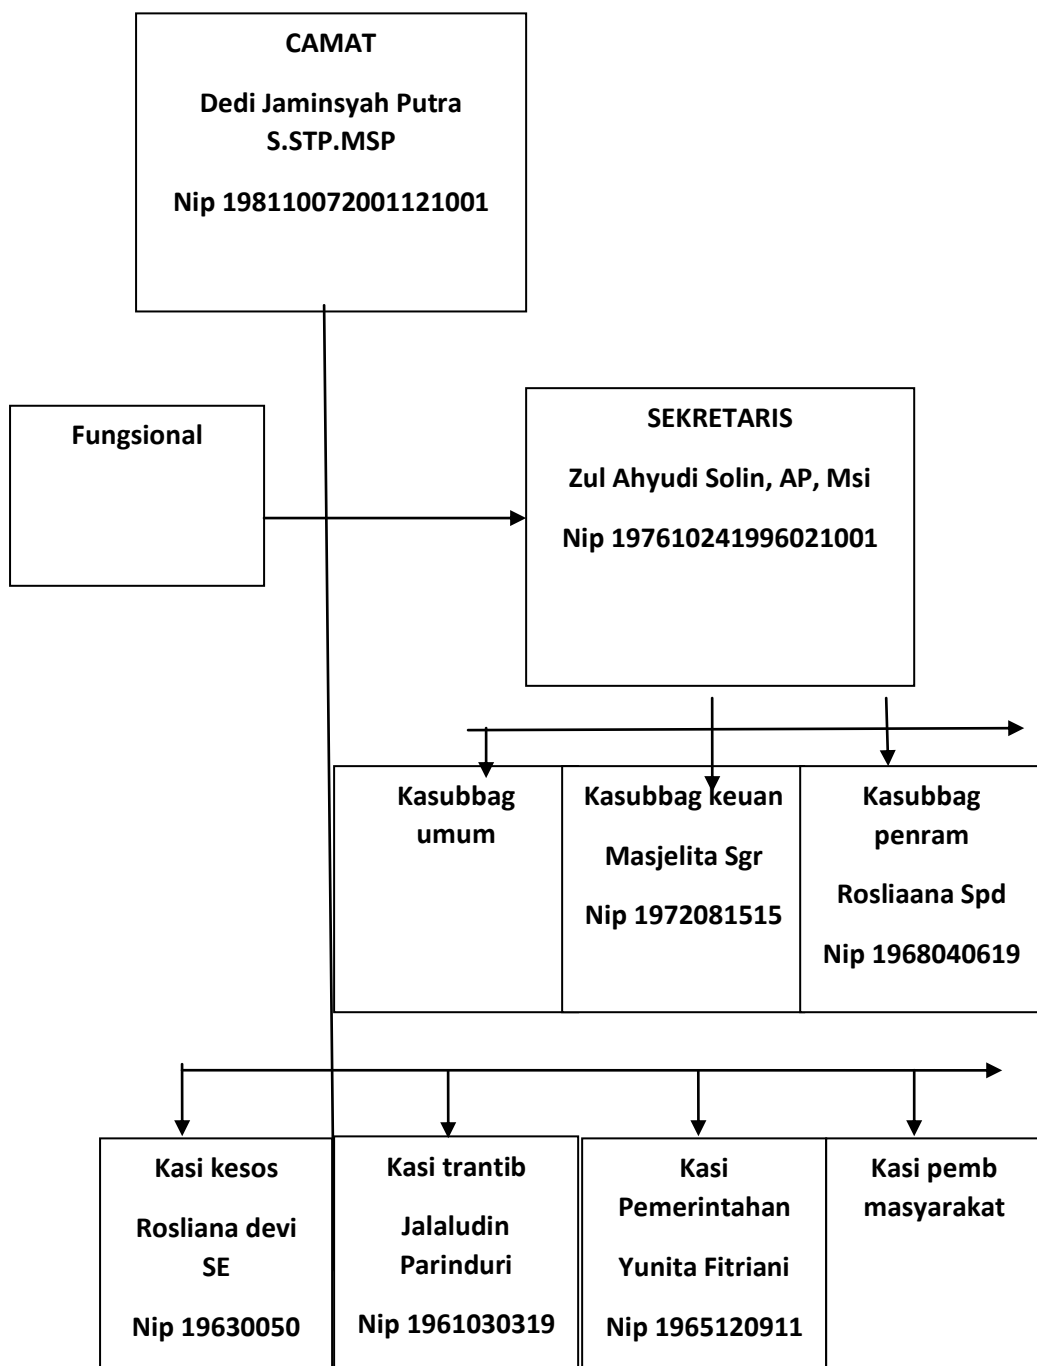 CAMAT
Dedi Jaminsyah Putra
S.STP.MSP
Nip 198110072001121001
Fungsional
SEKRETARIS
Zul Ahyudi Solin, AP, Msi
Nip 197610241996021001
Kasubbag
umum
Kasubbag keuan
Masjelita Sgr
Nip 1972081515
Kasubbag
penram
Rosliaana Spd
Nip 1968040619
Kasi kesos
Rosliana devi
SE
Nip 19630050
Kasi trantib
Jalaludin
Parinduri
Nip 1961030319
Kasi
Pemerintahan
Yunita Fitriani
Nip 1965120911
Kasi pemb
masyarakat